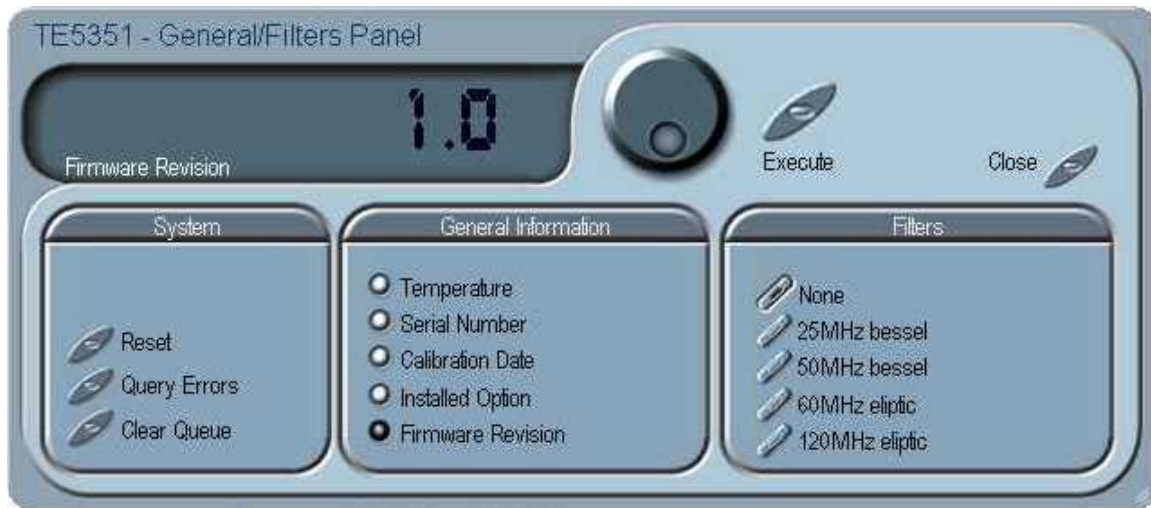 TE5351 - General/Filters Panel
1.0
Firmware Revision
Execute
Close
System
Reset
Query Errors
Clear Queue
General Information
Temperature
Serial Number
Calibration Date
Installed Option
Firmware Revision
Filters
None
25MHz bessel
50MHz bessel
60MHz eliptic
120MHz eliptic